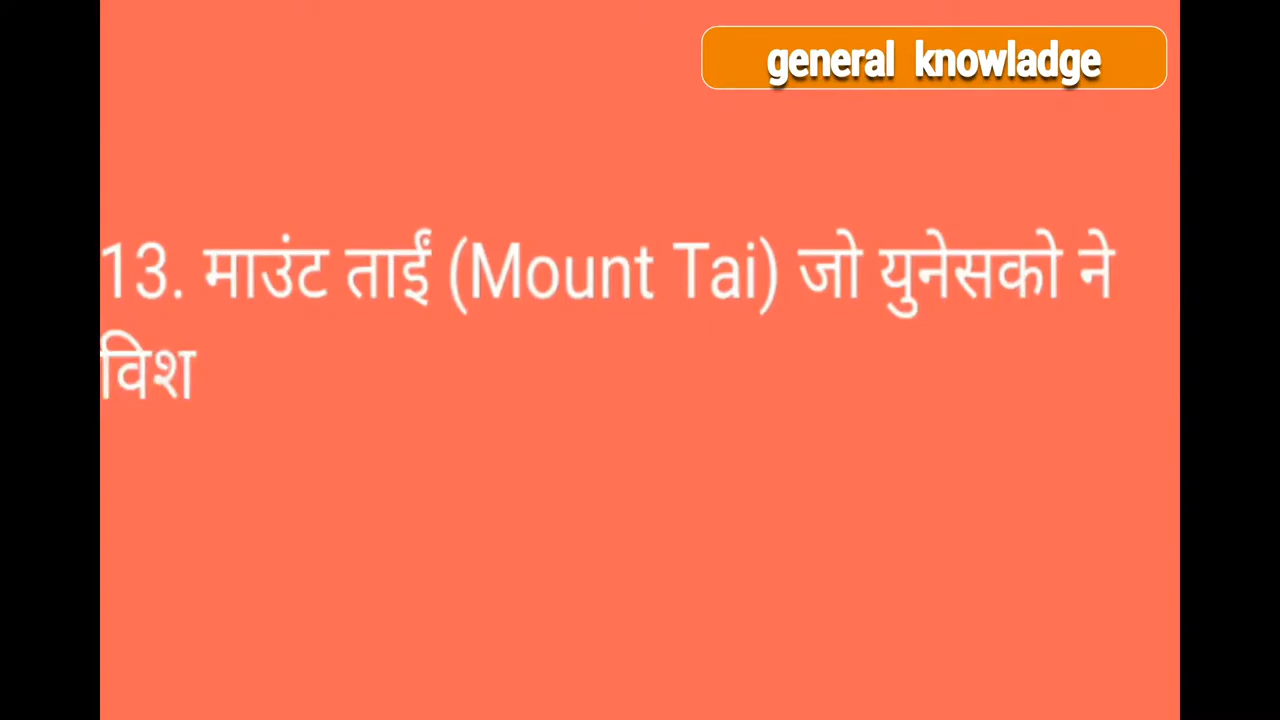 general knowladge
13. माउंट ताईं (Mount Tai) जो युनेसको ने
विश